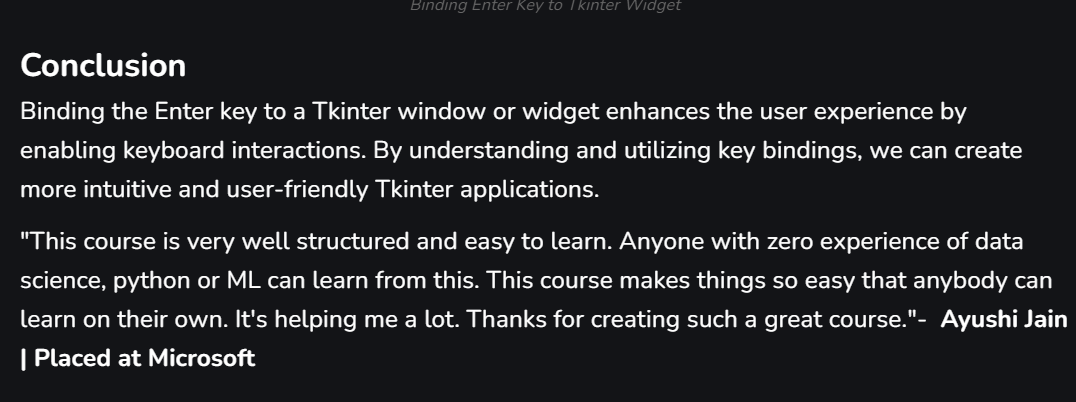 Binding Enter Key to Tkinter Widget
Conclusion
Binding the Enter key to a Tkinter window or widget enhances the user experience by
enabling keyboard interactions. By understanding and utilizing key bindings, we can create
more intuitive and user-friendly Tkinter applications.
"This course is very well structured and easy to learn. Anyone with zero experience of data
science, python or ML can learn from this. This course makes things so easy that anybody can
learn on their own. It's helping me a lot. Thanks for creating such a great course."- Ayushi Jain
| Placed at Microsoft